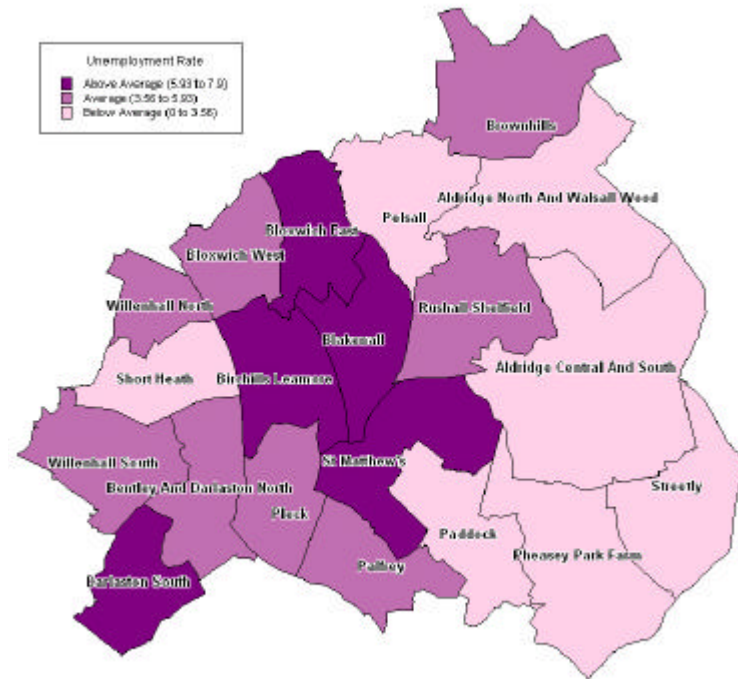 Unemployment Rate
Above Average (5.93 to 7.9)
Average (3.56 to 5.93)
Below Average (0 to 3.56)
Brownhills
Aldridge North And Walsall Wood
Pelsall
Bloxwich East
Bloxwich West
Willenhall North
Rushall-Shelfield
Blakenall
Short Heath
Birchills Leamore
Aldridge Central And South
Willenhall South
St Matthew's
Bentley And Darlaston North
Streetly
Pleck
Paddock
Pheasey Park Farm
Palfrey
Darlaston South